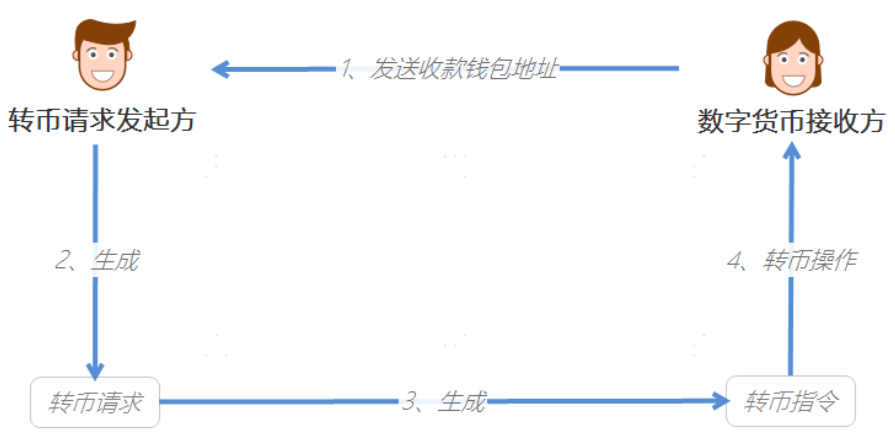 1、发送收款钱包地址
转币请求发起方
数字货币接收方
2、生成
4、转币操作
转币请求
3、生成
转币指令